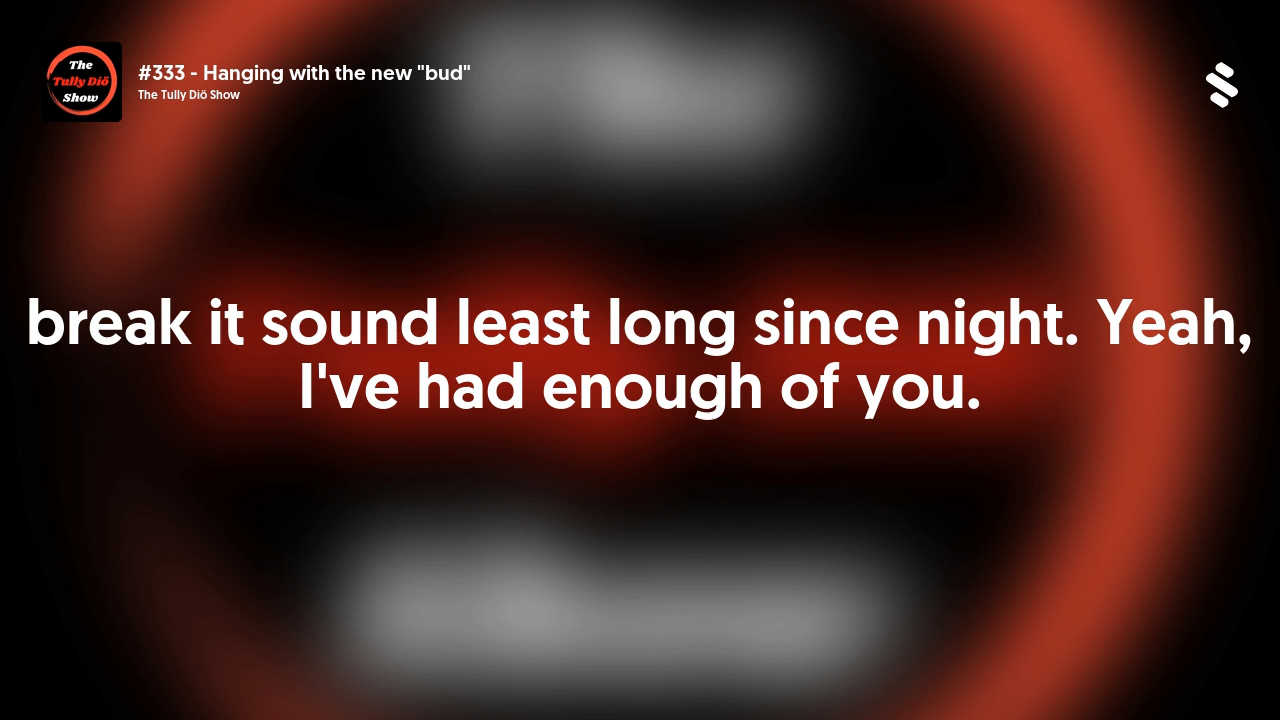 The
Tully Diö
Show
#333 - Hanging with the new "bud"
The Tully Diö Show
break it sound least long since night. Yeah,
I've had enough of you.